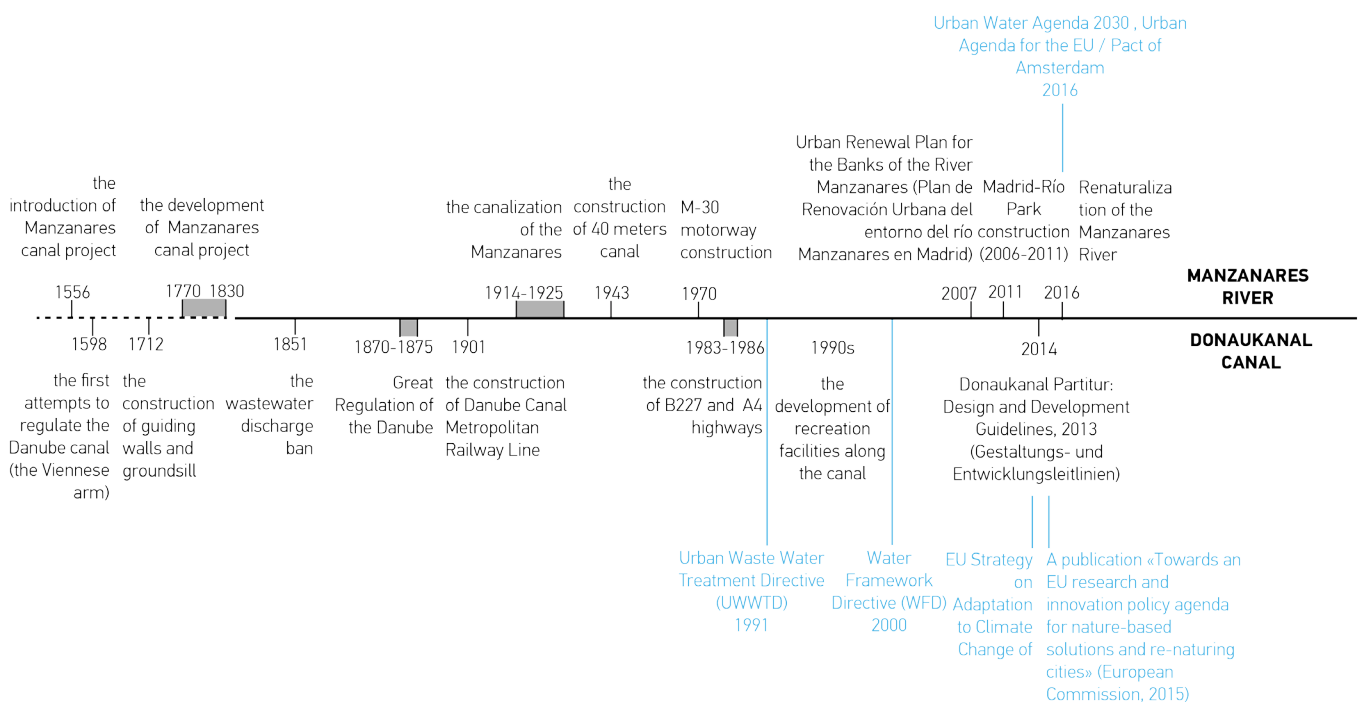 Urban Water Agenda 2030 , Urban
Agenda for the EU / Pact of
Amsterdam
2016
the
introduction of
Manzanares
canal project
the development
of Manzanares
canal project
the canalization
of the
Manzanares
the
construction
of 40 meters
canal
M-30
motorway
construction
Urban Renewal Plan for
the Banks of the River
Manzanares (Plan de
Renovación Urbana del
entorno del río
Manzanares en Madrid)
Madrid-Río
Park
construction
(2006-2011)
Renaturaliza
tion of the
Manzanares
River
MANZANARES
RIVER
1556
1770 1830
1914-1925
1943
1970
2007
2011
2016
1598
1712
1851
1870-1875
1901
1983-1986
1990s
2014
DONAUKANAL
CANAL
the first
attempts to
regulate the
Danube canal
(the Viennese
arm)
the
construction
of guiding
walls and
groundsill
the
wastewater
discharge
ban
Great
Regulation of
the Danube
the construction
of Danube Canal
Metropolitan
Railway Line
the construction
of B227 and A4
highways
the
development of
recreation
facilities along
the canal
Donaukanal Partitur:
Design and Development
Guidelines, 2013
(Gestaltungs- und
Entwicklungsleitlinien)
Urban Waste Water
Treatment Directive
(UWWTD)
1991
Water
Framework
Directive (WFD)
2000
EU Strategy
on
Adaptation
to Climate
Change of
A publication «Towards an
EU research and
innovation policy agenda
for nature-based
solutions and re-naturing
cities» (European
Commission, 2015)